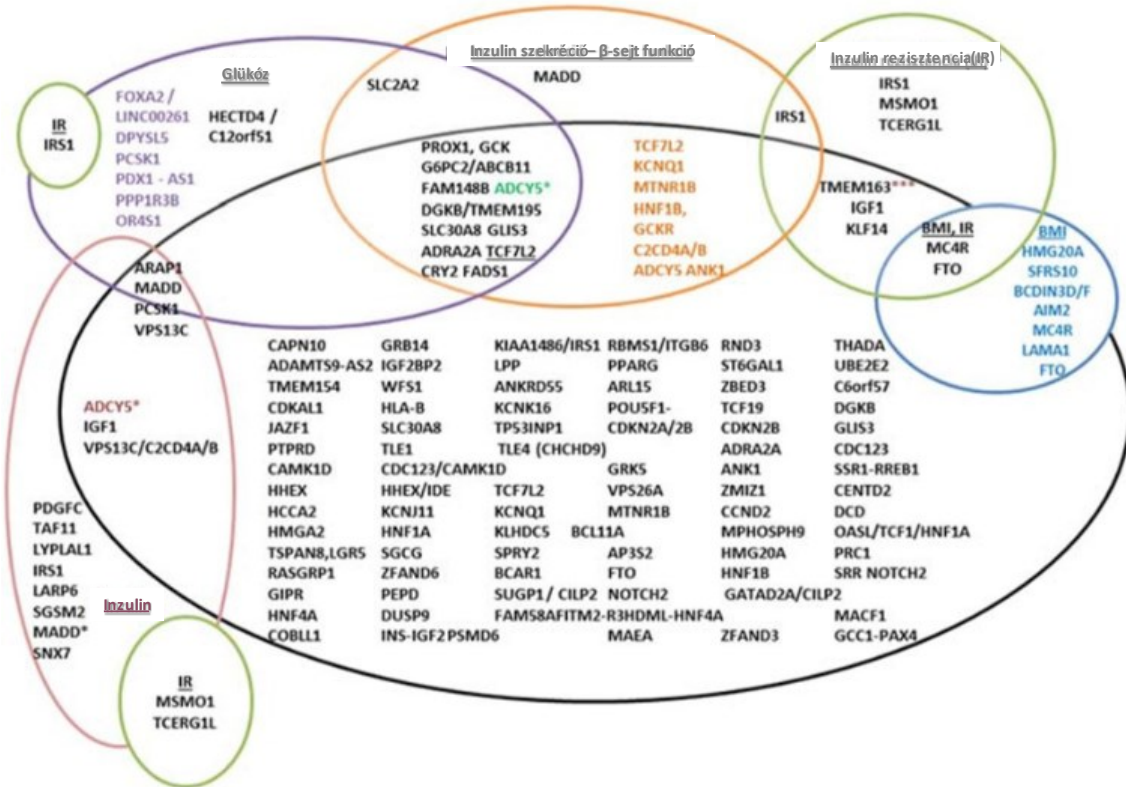 Inzulin szekréció– β-sejt funkció
Inzulin rezisztencia(IR)
Glükóz
SLC2A2
MADD
IRS1
MSMO1
TCERG1L
IRS1
IR
IRS1
FOXA2 /
LINC00261
DPYSL5
PCSK1
PDX1 - AS1
PPP1R3B
OR4S1
HECTD4 /
C12orf51
PROX1, GCK
G6PC2/ABCB11
FAM148B ADCY5*
DGKB/TMEM195
SLC30A8 GLIS3
ADRA2A TCF7L2
CRY2 FADS1
TCF7L2
KCNQ1
MTNR1B
HNF1B,
GCKR
C2CD4A/B
ADCY5 ANK1
TMEM163***
IGF1
KLF14
BMI, IR
MC4R
FTO
BMI
HMG20A
SFRS10
BCDIN3D/F
AIM2
MC4R
LAMA1
FTO
ARAP1
MADD
PCSK1
VPS13C
ADCY5*
IGF1
VPS13C/C2CD4A/B
CAPN10 GRB14 KIAA1486/IRS1 RBMS1/ITGB6 RND3 THADA
ADAMTS9-AS2 IGF2BP2 LPP PPARG ST6GAL1 UBE2E2
TMEM154 WFS1 ANKRD55 ARL15 ZBED3 C6orf57
CDKAL1 HLA-B KCNK16 POU5F1- TCF19 DGKB
JAZF1 SLC30A8 TP53INP1 CDKN2A/2B CDKN2B GLIS3
PTPRD TLE1 TLE4 (CHCHD9) ADRA2A CDC123
CAMK1D CDC123/CAMK1D GRK5 ANK1 SSR1-RREB1
HHEX HHEX/IDE TCF7L2 VPS26A ZMIZ1 CENTD2
HCCA2 KCNJ11 KCNQ1 MTNR1B CCND2 DCD
HMGA2 HNF1A KLHDC5 BCL11A MPHOSPH9 OASL/TCF1/HNF1A
TSPAN8,LGR5 SGCG SPRY2 AP3S2 HMG20A PRC1
RASGRP1 ZFAND6 BCAR1 FTO HNF1B SRR NOTCH2
GIPR PEPD SUGP1/ CILP2 NOTCH2 GATAD2A/CILP2
HNF4A DUSP9 FAM58AFITM2-R3HDML-HNF4A MACF1
COBLL1 INS-IGF2 PSMD6 MAEA ZFAND3 GCC1-PAX4
PDGFC
TAF11
LYPLAL1
IRS1
LARP6
SGSM2
MADD*
SNX7
Inzulin
IR
MSMO1
TCERG1L